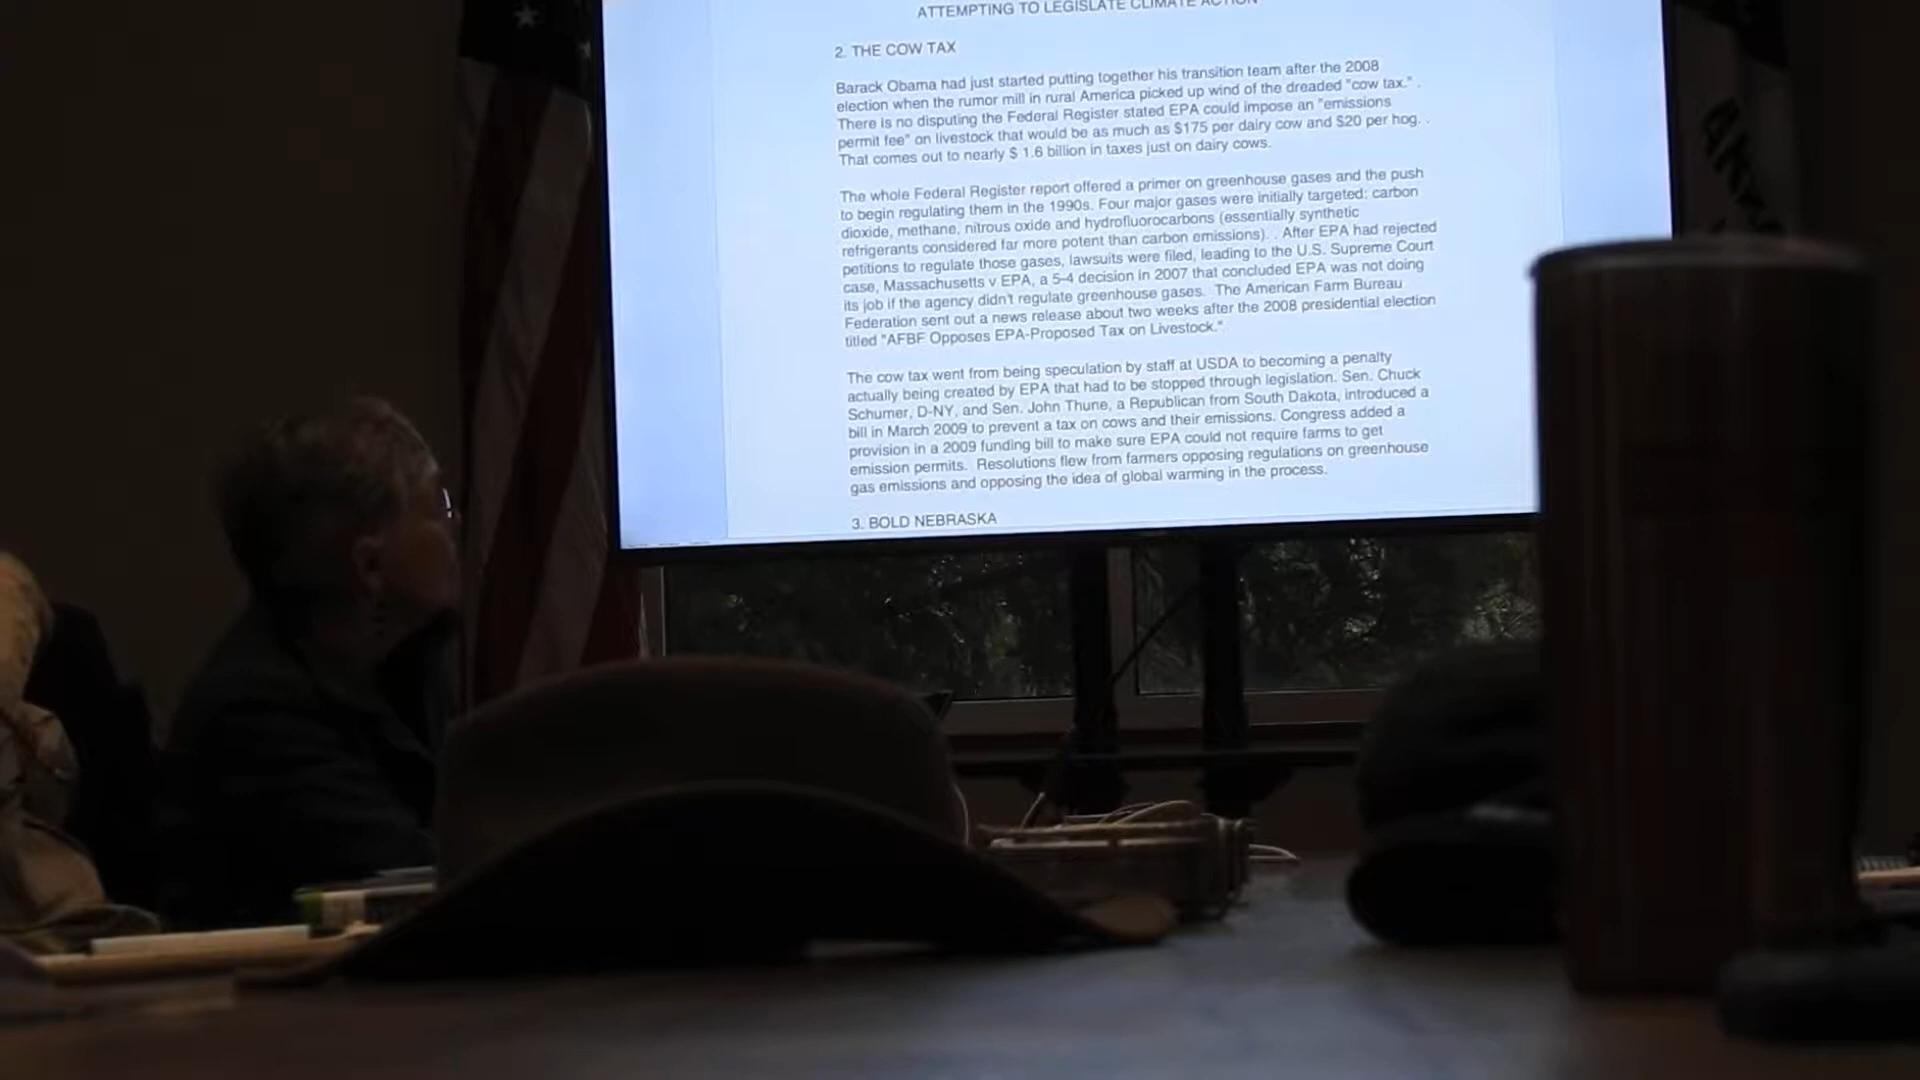 ATTEMPTING TO LEGISLATE CLIMATE ACTION
2. THE COW TAX
Barack Obama had just started putting together his transition team after the 2008
election when the rumor mill in rural America picked up wind of the dreaded "cow tax." .
There is no disputing the Federal Register stated EPA could impose an "emissions
permit fee" on livestock that would be as much as $175 per dairy cow and $20 per hog. .
That comes out to nearly $ 1.6 billion in taxes just on dairy cows.
The whole Federal Register report offered a primer on greenhouse gases and the push
to begin regulating them in the 1990s. Four major gases were initially targeted: carbon
dioxide, methane, nitrous oxide and hydrofluorocarbons (essentially synthetic
refrigerants considered far more potent than carbon emissions). . After EPA had rejected
petitions to regulate those gases, lawsuits were filed, leading to the U.S. Supreme Court
case, Massachusetts v EPA, a 5–4 decision in 2007 that concluded EPA was not doing
its job if the agency didn't regulate greenhouse gases. The American Farm Bureau
Federation sent out a news release about two weeks after the 2008 presidential election
titled "AFBF Opposes EPA-Proposed Tax on Livestock."
The cow tax went from being speculation by staff at USDA to becoming a penalty
actually being created by EPA that had to be stopped through legislation. Sen. Chuck
Schumer, D-NY, and Sen. John Thune, a Republican from South Dakota, introduced a
bill in March 2009 to prevent a tax on cows and their emissions. Congress added a
provision in a 2009 funding bill to make sure EPA could not require farms to get
emission permits. Resolutions flew from farmers opposing regulations on greenhouse
gas emissions and opposing the idea of global warming in the process.
3. BOLD NEBRASKA